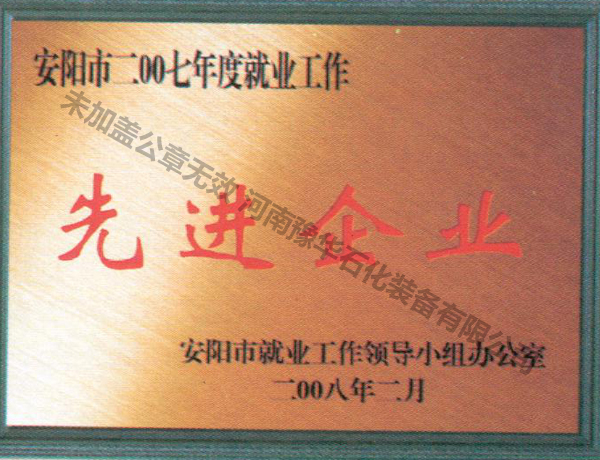 安阳市二00七年度就业工作
未加盖公章无效 河南豫华石化装备有限公司
先进企业
安阳市就业工作领导小组办公室
二00八年二月